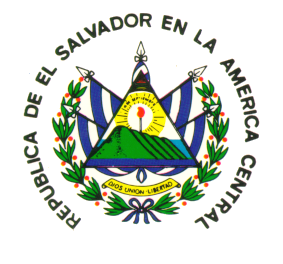 REPUBLICA DE EL SALVADOR EN LA AMERICA CENTRAL
DIOS UNION LIBERTAD